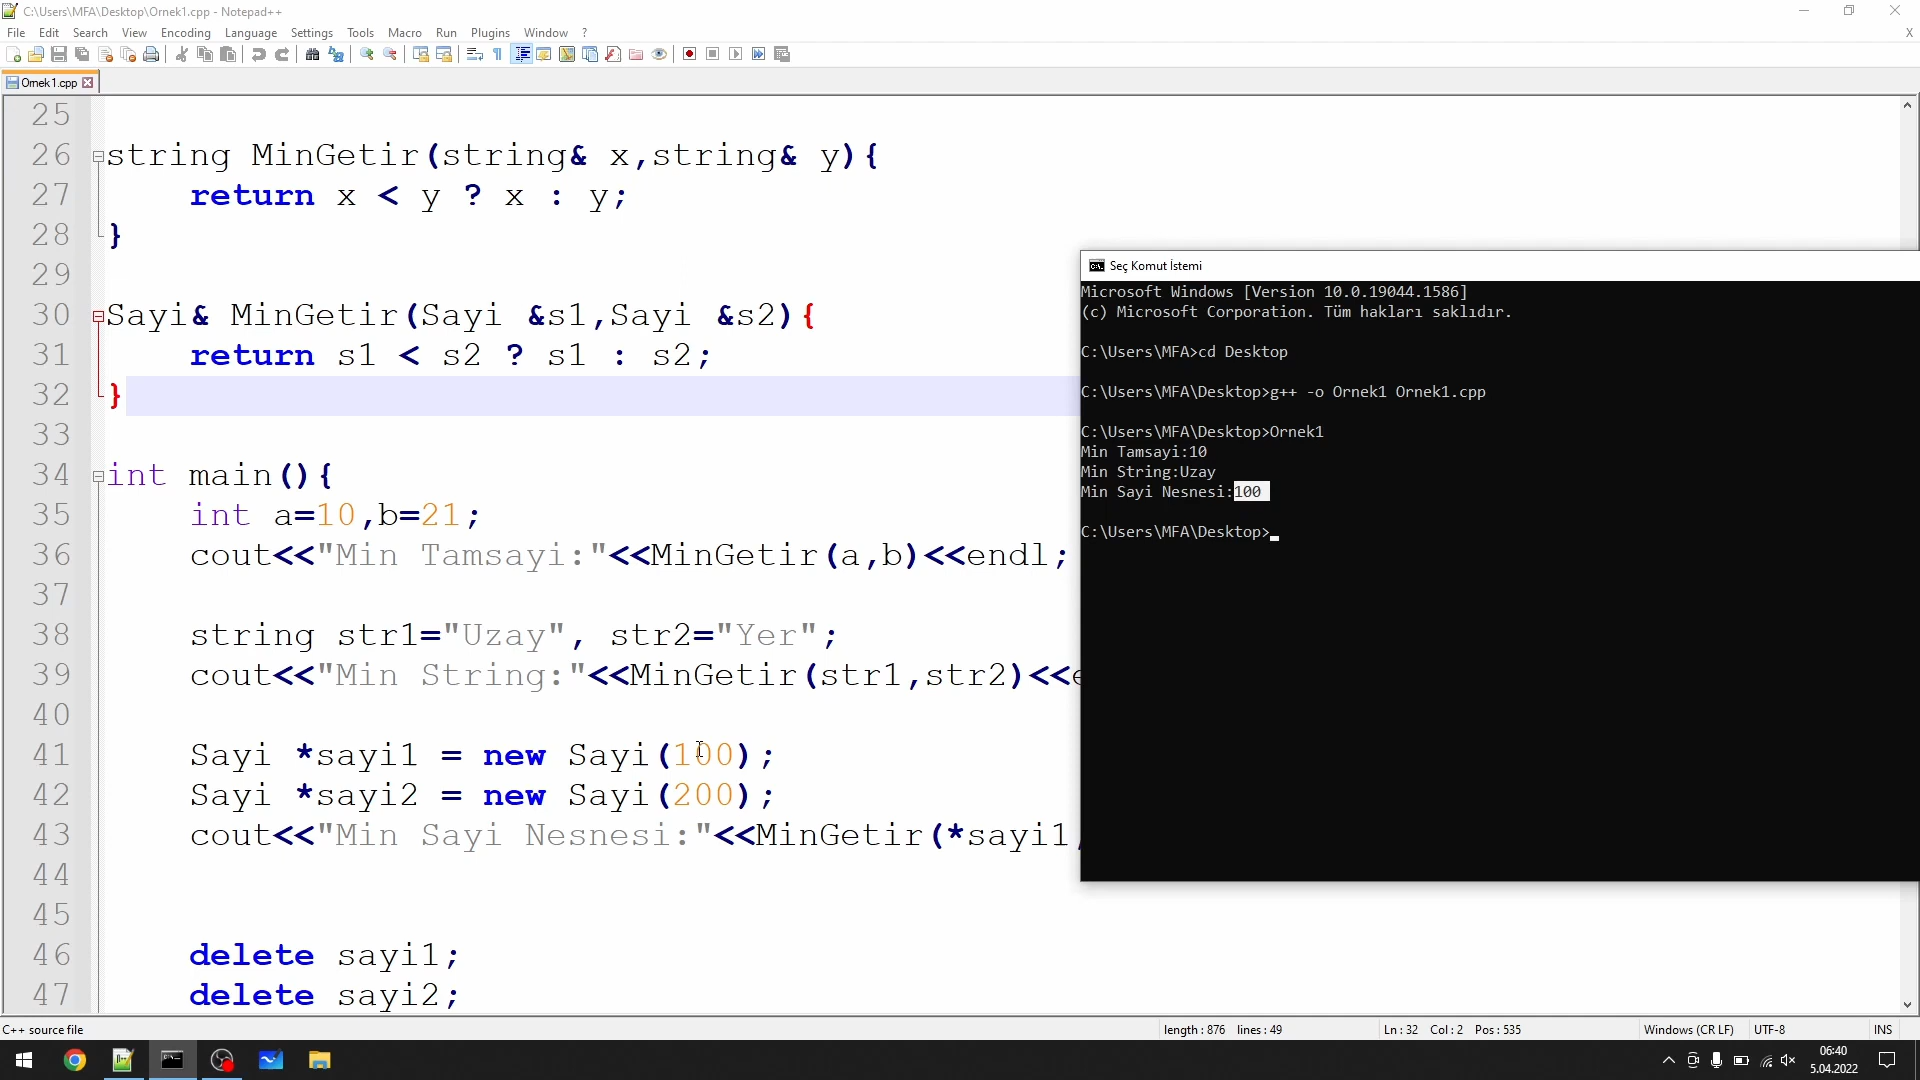 C:\Users\MFA\Desktop\Ornek1.cpp - Notepad++
File Edit Search View Encoding Language Settings Tools Macro Run Plugins Window ? X
Ornek1.cpp
25
26 string MinGetir(string& x,string& y){
27 return x < y ? x : y;
28 }
29
30 Sayi& MinGetir(Sayi &s1,Sayi &s2){
31 return s1 < s2 ? s1 : s2;
32 }
33
34 int main(){
35 int a=10,b=21;
36 cout<<"Min Tamsayi:"<<MinGetir(a,b)<<endl;
37
38 string str1="Uzay", str2="Yer";
39 cout<<"Min String:"<<MinGetir(str1,str2)<<e
40
41 Sayi *sayi1 = new Sayi(100);
42 Sayi *sayi2 = new Sayi(200);
43 cout<<"Min Sayi Nesnesi:"<<MinGetir(*sayi1,
44
45
46 delete sayi1;
47 delete sayi2;
Seç Komut İstemi
Microsoft Windows [Version 10.0.19044.1586]
(c) Microsoft Corporation. Tüm hakları saklıdır.
C:\Users\MFA>cd Desktop
C:\Users\MFA\Desktop>g++ -o Ornek1 Ornek1.cpp
C:\Users\MFA\Desktop>Ornek1
Min Tamsayi:10
Min String:Uzay
Min Sayi Nesnesi:100
C:\Users\MFA\Desktop>
C++ source file length : 876 lines : 49 Ln : 32 Col : 2 Pos : 535 Windows (CR LF) UTF-8 INS
06:40
5.04.2022